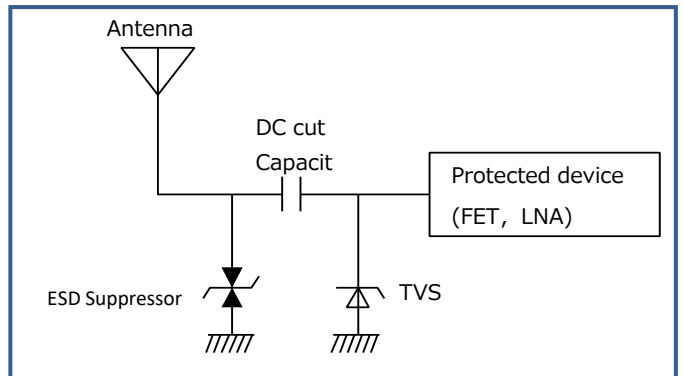 Antenna
DC cut
Capacit
Protected device
(FET, LNA)
ESD Suppressor
TVS